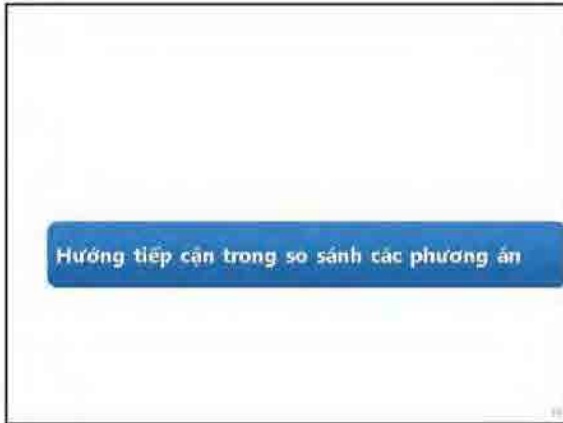 Hướng tiếp cận trong so sánh các phương án